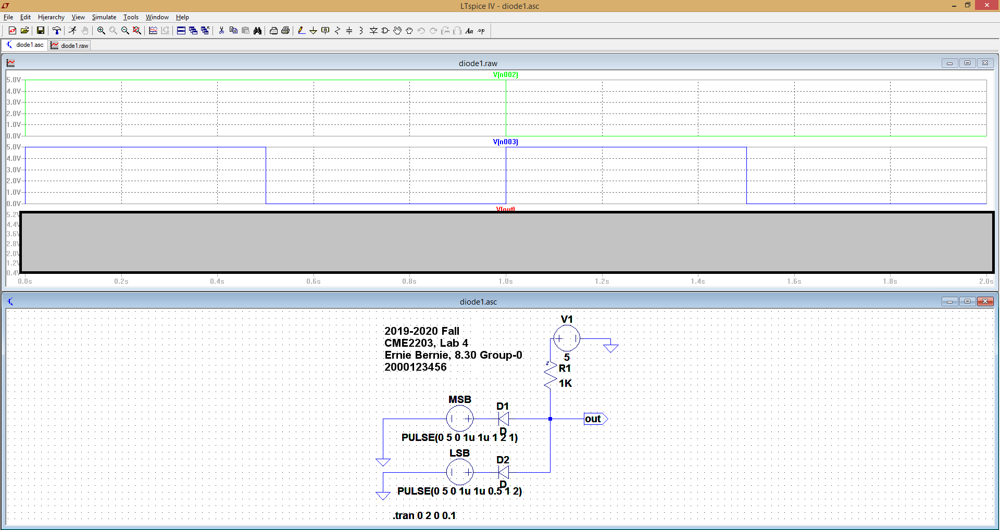 LTspice IV - diode1.asc
File Edit Hierarchy View Simulate Tools Window Help
Aa .op
diode1.asc diode1.raw
diode1.raw
V(n002)
5.0V
4.0V
3.0V
2.0V
1.0V
0.0V
V(n003)
5.0V
4.0V
3.0V
2.0V
1.0V
0.0V
V(out)
5.2V
4.4V
3.6V
2.8V
2.0V
1.2V
0.4V
0.0s 0.2s 0.4s 0.6s 0.8s 1.0s 1.2s 1.4s 1.6s 1.8s 2.0s
diode1.asc
2019-2020 Fall
CME2203, Lab 4
Ernie Bernie, 8.30 Group-0
2000123456
V1
5
R1
1K
MSB
D1
out
D
PULSE(0 5 0 1u 1u 1 2 1)
LSB
D2
D
PULSE(0 5 0 1u 1u 0.5 1 2)
.tran 0 2 0 0.1